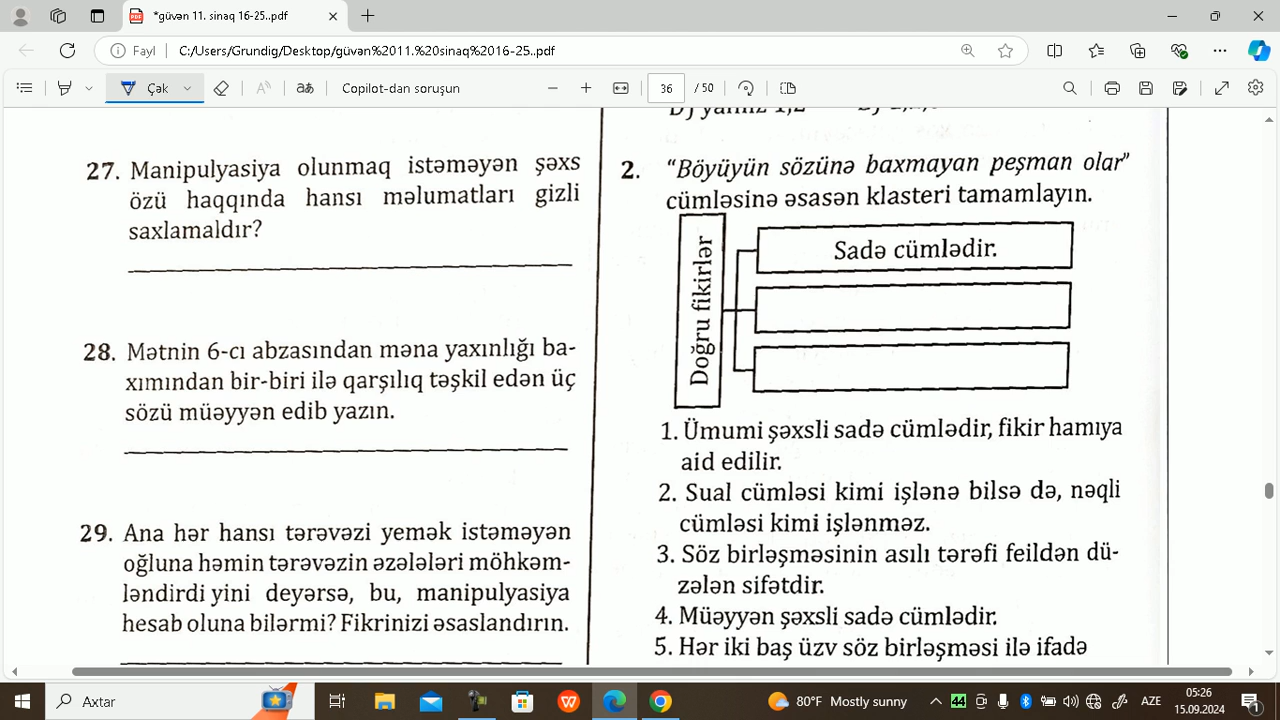 *güvən 11. sinaq 16-25..pdf
Fayl
C:/Users/Grundig/Desktop/güvən%2011.%20sinaq%2016-25..pdf
Çək
aあ
Copilot-dan soruşun
36 / 50
27. Manipulyasiya olunmaq istəməyən şəxs
özü haqqında hansı məlumatları gizli
saxlamaldır?
28. Mətnin 6-cı abzasından məna yaxınlığı ba-
xımından bir-biri ilə qarşılıq təşkil edən üç
sözü müəyyən edib yazın.
29. Ana hər hansı tərəvəzi yemək istəməyən
oğluna həmin tərəvəzin əzələləri möhkəm-
ləndirdi yini deyərsə, bu, manipulyasiya
hesab oluna bilərmi? Fikrinizi əsaslandırın.
2. “Böyüyün sözünə baxmayan peşman olar”
cümləsinə əsasən klasteri tamamlayın.
Doğru fikirlər
Sadə cümlədir.
1. Ümumi şəxsli sadə cümlədir, fikir hamıya
aid edilir.
2. Sual cümləsi kimi işlənə bilsə də, nəqli
cümləsi kimi işlənməz.
3. Söz birləşməsinin asılı tərəfi feildən dü-
zələn sifətdir.
4. Müəyyən şəxsli sadə cümlədir.
5. Hər iki baş üzv söz birləşməsi ilə ifadə
Axtar
80°F Mostly sunny
44
AZE
05:26
15.09.2024